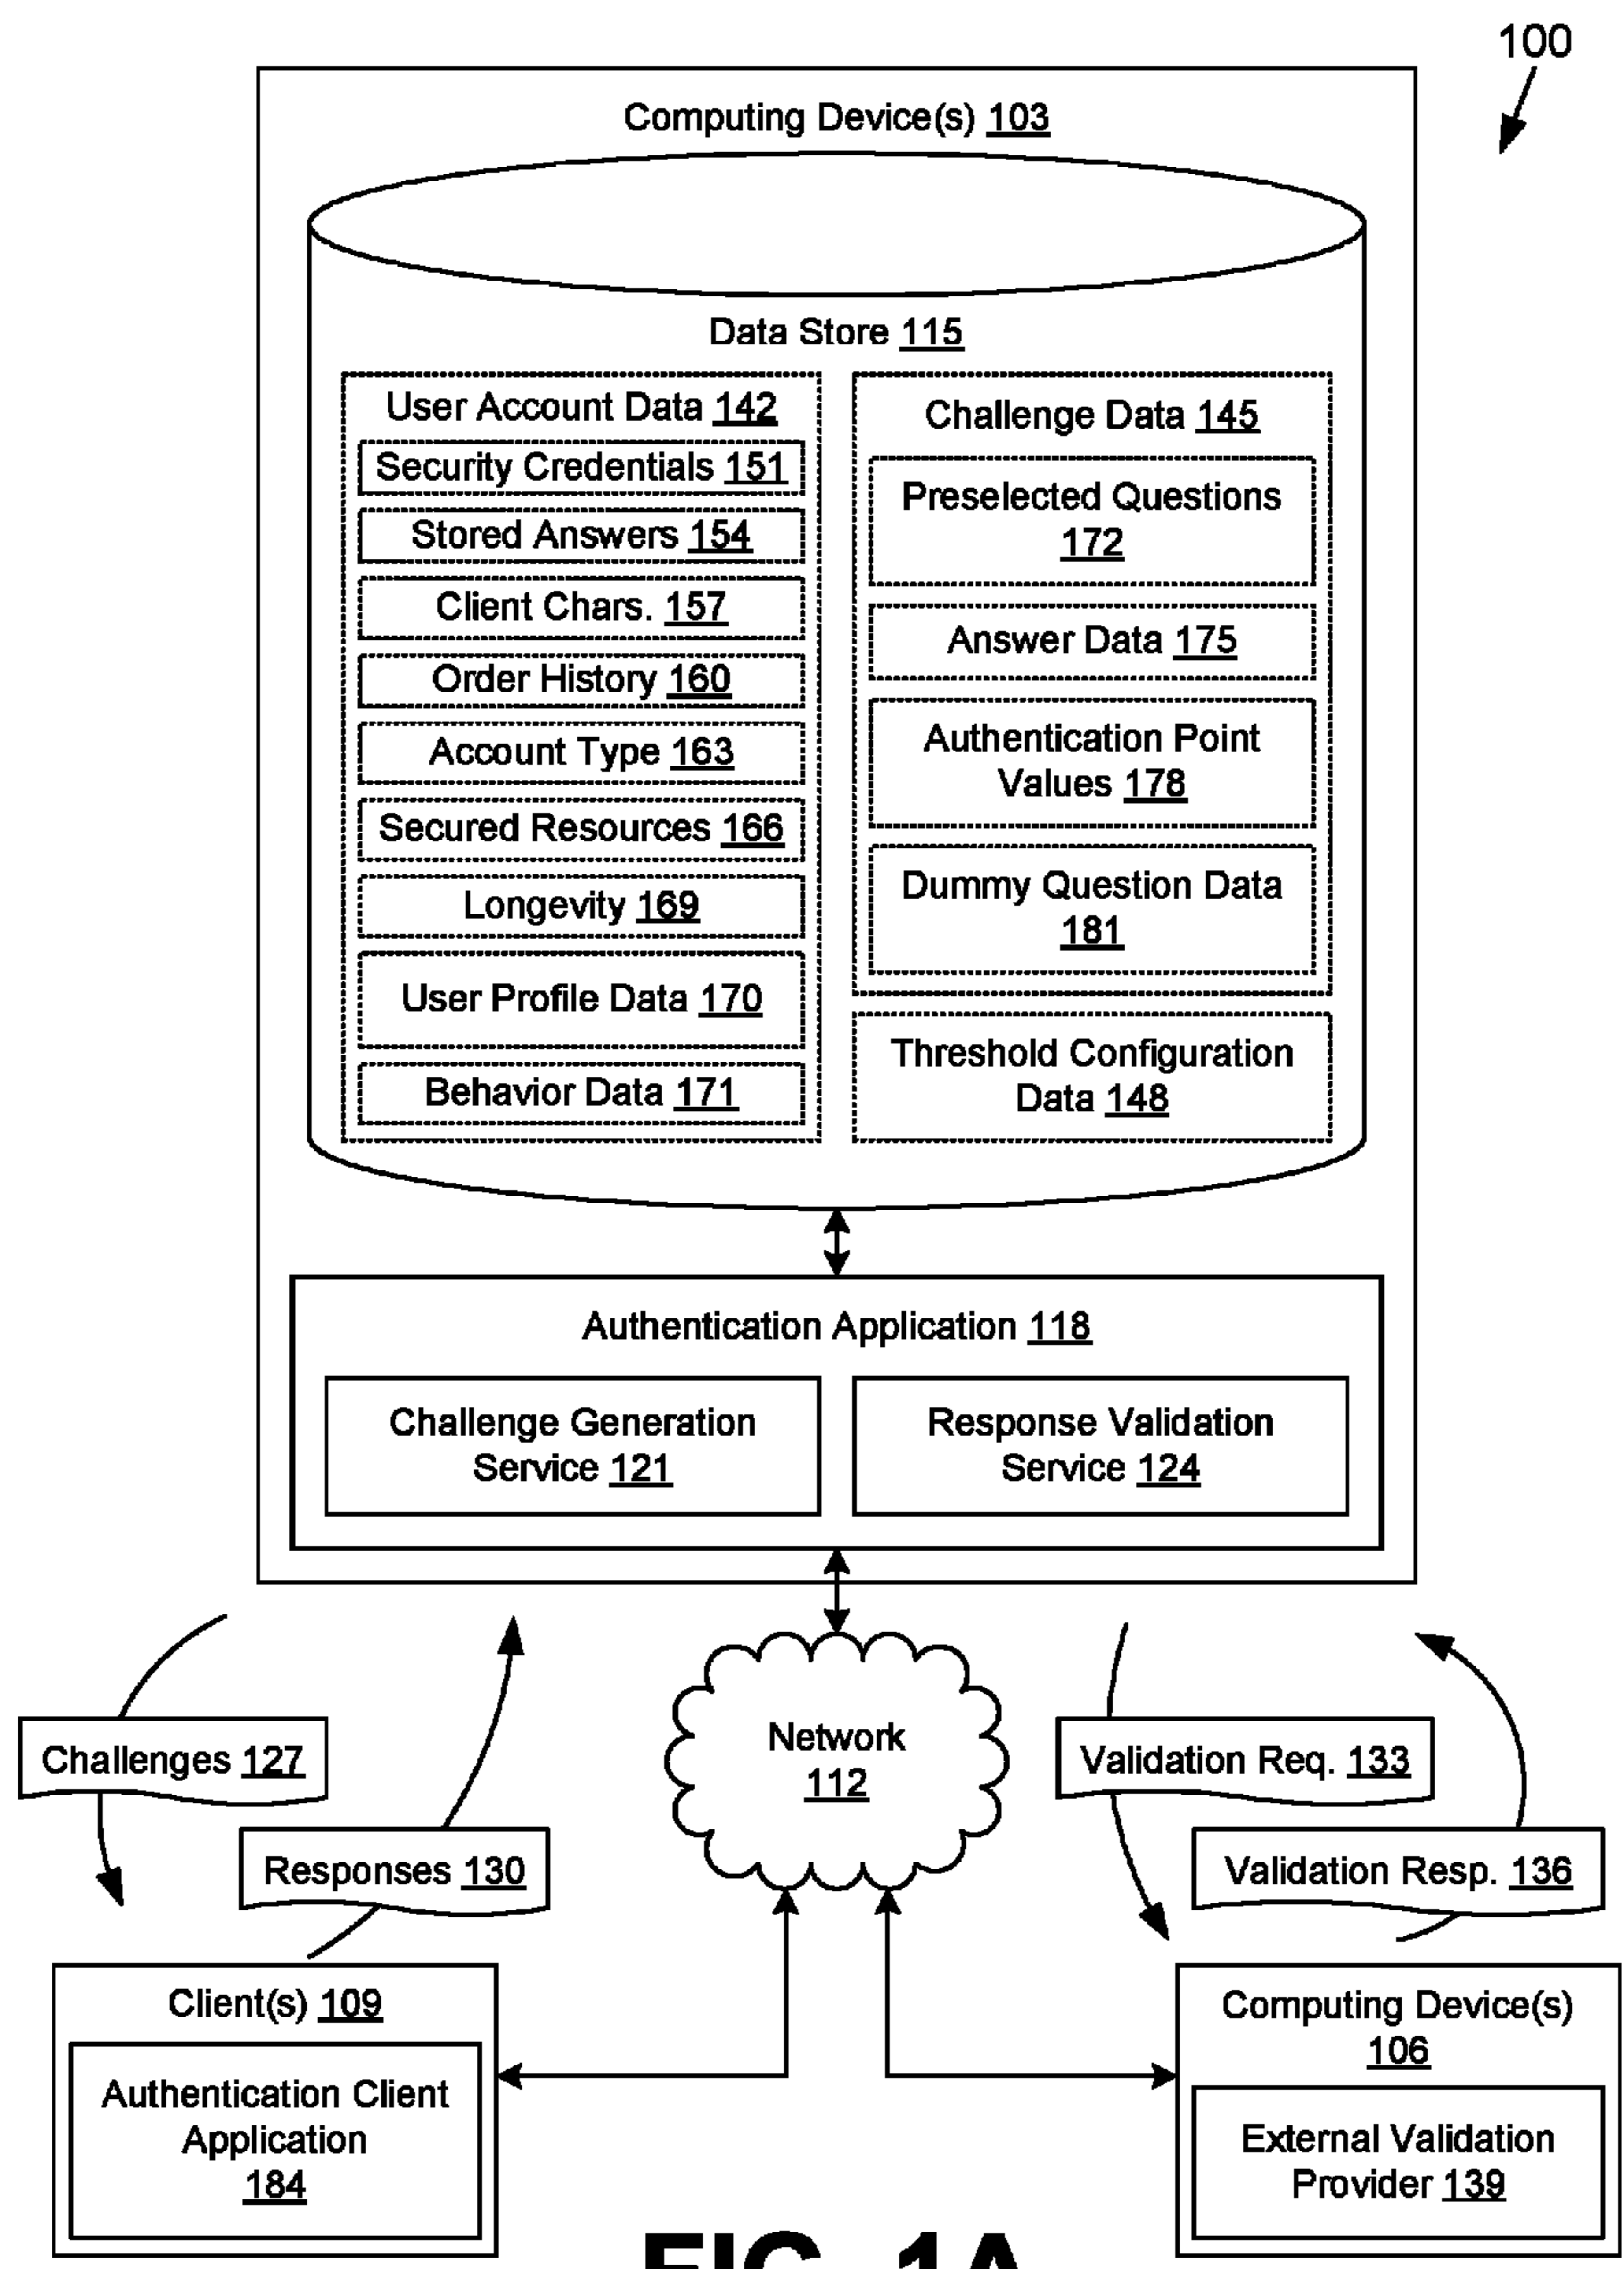 100
Computing Device(s) 103
Data Store 115
User Account Data 142
Security Credentials 151
Stored Answers 154
Client Chars. 157
Order History 160
Account Type 163
Secured Resources 166
Longevity 169
User Profile Data 170
Behavior Data 171
Challenge Data 145
Preselected Questions
172
Answer Data 175
Authentication Point
Values 178
Dummy Question Data
181
Threshold Configuration
Data 148
Authentication Application 118
Challenge Generation
Service 121
Response Validation
Service 124
Challenges 127
Responses 130
Network
112
Validation Req. 133
Validation Resp. 136
Client(s) 109
Authentication Client
Application
184
Computing Device(s)
106
External Validation
Provider 139
FIG. 1A